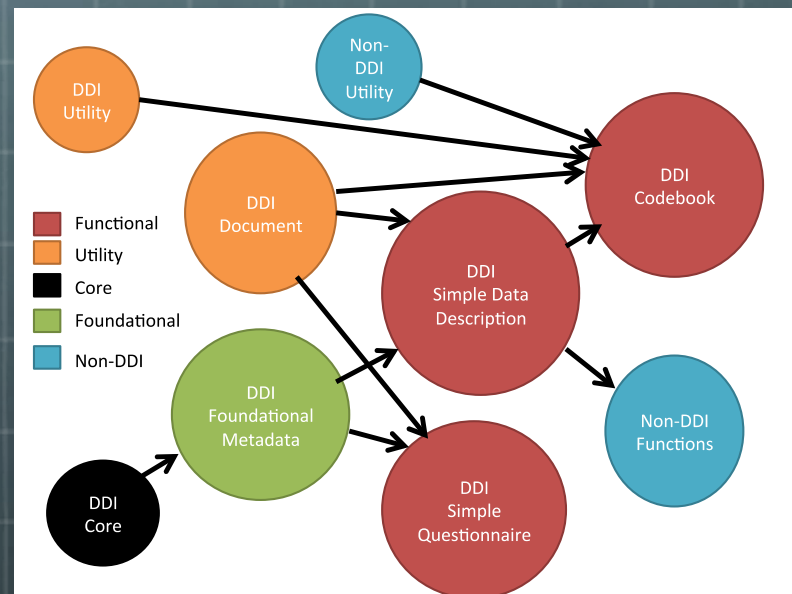 Non-
DDI
Utility
DDI
Utility
DDI
Codebook
DDI
Document
Functional
Utility
Core
Foundational
Non-DDI
DDI
Simple Data
Description
DDI
Foundational
Metadata
Non-DDI
Functions
DDI
Core
DDI
Simple
Questionnaire